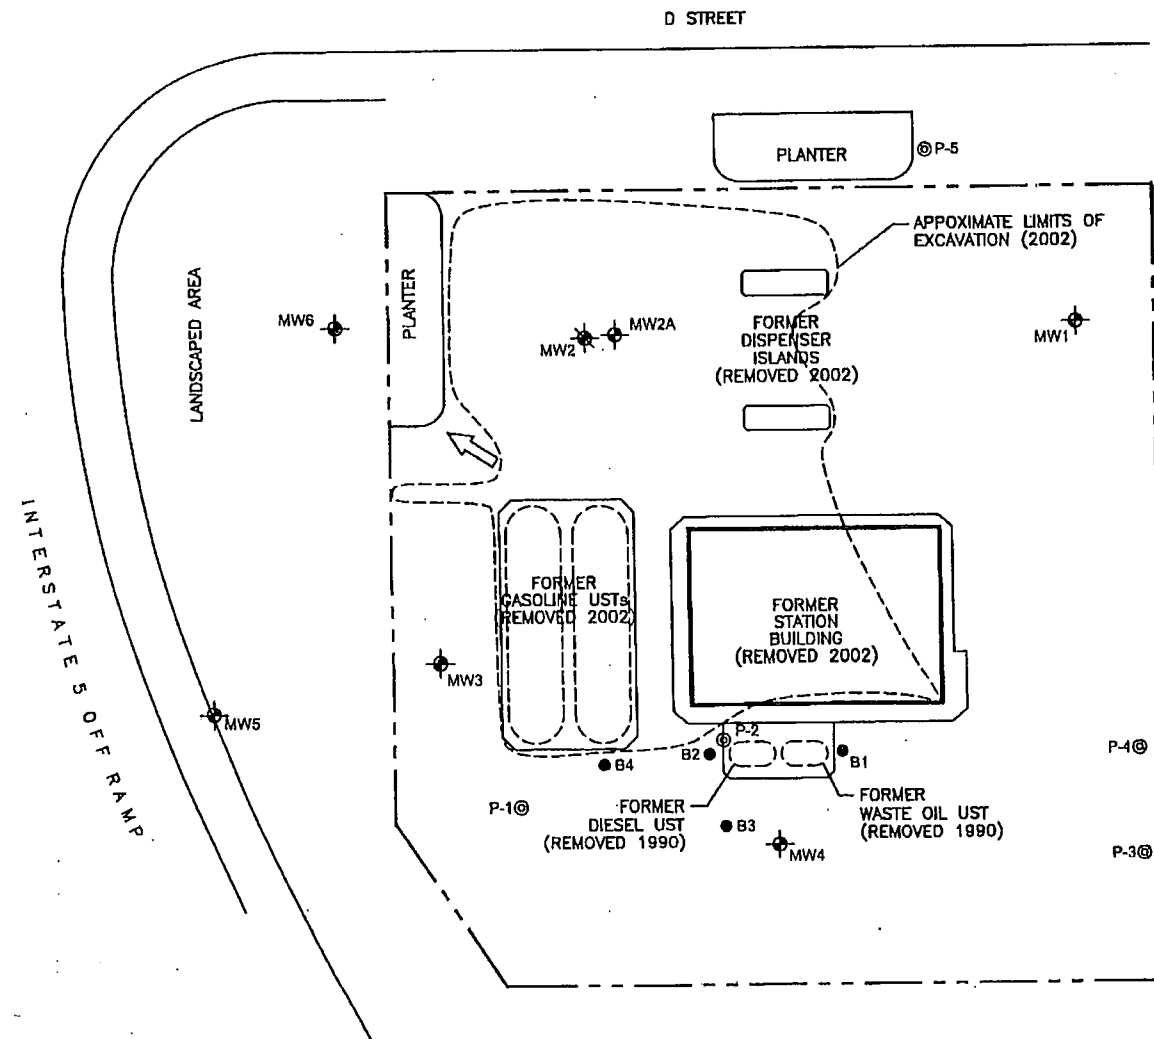 D STREET
PLANTER
P-5
APPOXIMATE LIMITS OF
EXCAVATION (2002)
LANDSCAPED AREA
PLANTER
MW6
MW2
MW2A
FORMER
DISPENSER
ISLANDS
(REMOVED 2002)
MW1
INTERSTATE 5 OFF RAMP
FORMER
GASOLINE USTs
(REMOVED 2002)
FORMER
STATION
BUILDING
(REMOVED 2002)
MW3
MW5
P-2
B2
B1
P-4
B4
P-1
FORMER
DIESEL UST
(REMOVED 1990)
FORMER
WASTE OIL UST
(REMOVED 1990)
B3
MW4
P-3